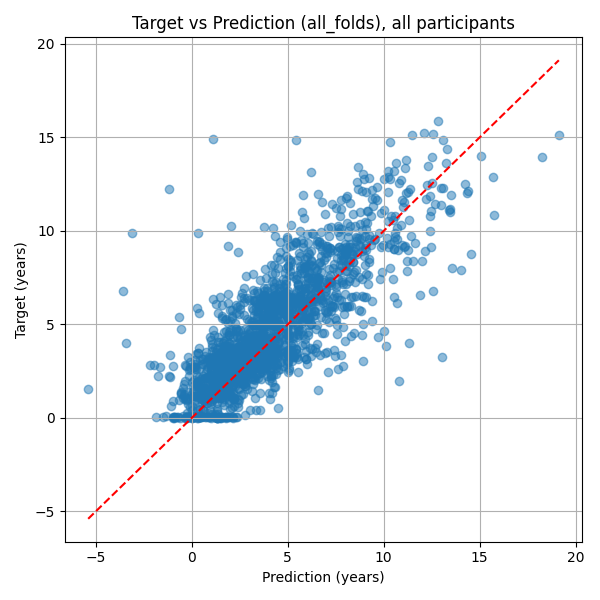 Target vs Prediction (all_folds), all participants
20
15
10
5
0
−5
Target (years)
−5 0 5 10 15 20
Prediction (years)